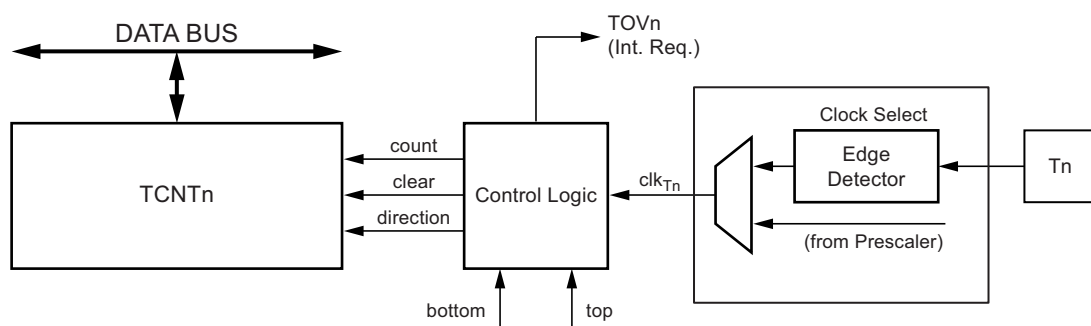 DATA BUS
TOVn
(Int. Req.)
Clock Select
count
Edge
Detector
Tn
TCNTn
clear
Control Logic
clkTn
direction
(from Prescaler)
bottom
top